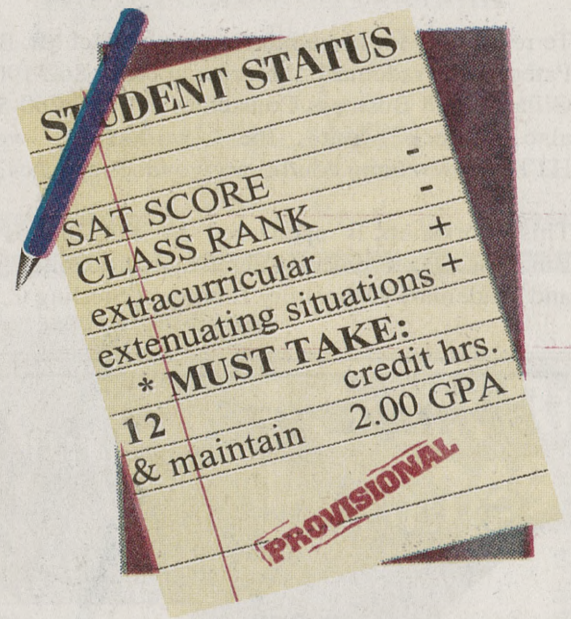 STUDENT STATUS
SAT SCORE -
CLASS RANK -
extracurricular +
extenuating situations +
* MUST TAKE:
12 credit hrs.
& maintain 2.00 GPA
PROVISIONAL